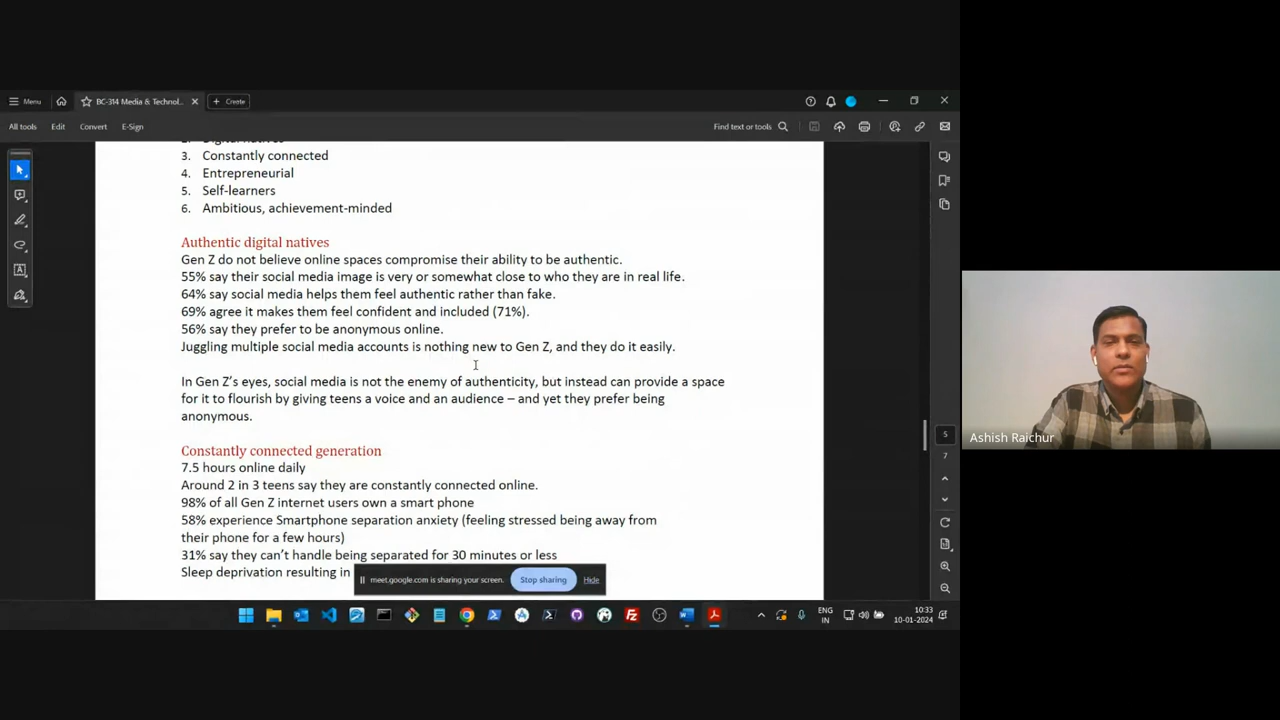 Menu
BC-314 Media & Technol...
Create
All tools
Edit
Convert
E-Sign
Find text or tools
3. Constantly connected
4. Entrepreneurial
5. Self-learners
6. Ambitious, achievement-minded
Authentic digital natives
Gen Z do not believe online spaces compromise their ability to be authentic.
55% say their social media image is very or somewhat close to who they are in real life.
64% say social media helps them feel authentic rather than fake.
69% agree it makes them feel confident and included (71%).
56% say they prefer to be anonymous online.
Juggling multiple social media accounts is nothing new to Gen Z, and they do it easily.
In Gen Z's eyes, social media is not the enemy of authenticity, but instead can provide a space
for it to flourish by giving teens a voice and an audience – and yet they prefer being
anonymous.
Constantly connected generation
7.5 hours online daily
Around 2 in 3 teens say they are constantly connected online.
98% of all Gen Z internet users own a smart phone
58% experience Smartphone separation anxiety (feeling stressed being away from
their phone for a few hours)
31% say they can't handle being separated for 30 minutes or less
Sleep deprivation resulting in
meet.google.com is sharing your screen.
Stop sharing
Hide
5
7
ENG
IN
10:33
10-01-2024
Ashish Raichur